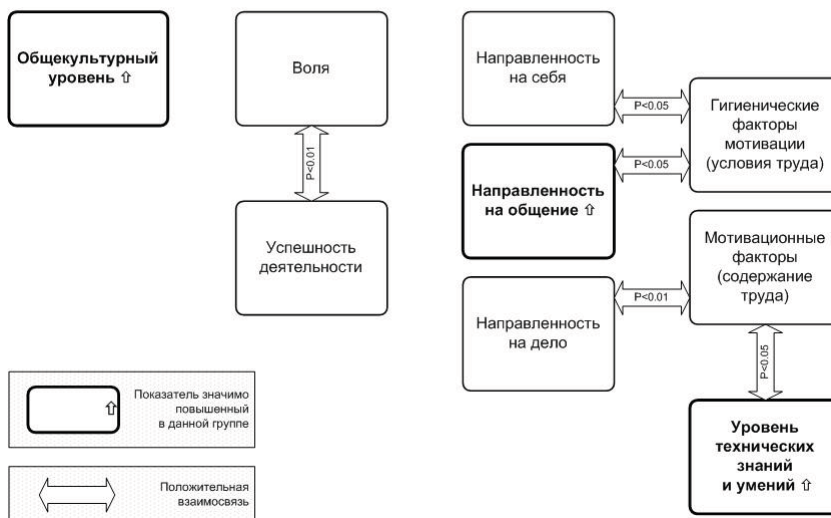 Общекультурный
уровень ⇧
Воля
P<0.01
Успешность
деятельности
Направленность
на себя
P<0.05
Гигиенические
факторы
мотивации
(условия труда)
P<0.05
Направленность
на общение ⇧
Мотивационные
факторы
(содержание
труда)
P<0.01
Направленность
на дело
P<0.05
Уровень
технических
знаний
и умений ⇧
⇧
Показатель значимо
повышенный
в данной группе
Положительная
взаимосвязь